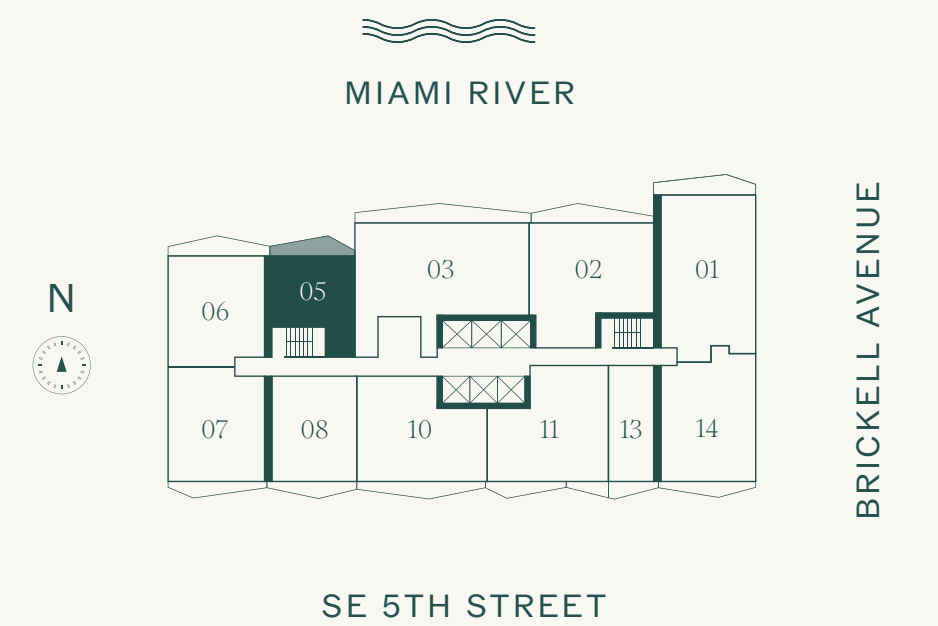 MIAMI RIVER
N
06
05
03
02
01
07
08
10
11
13
14
BRICKELL AVENUE
SE 5TH STREET